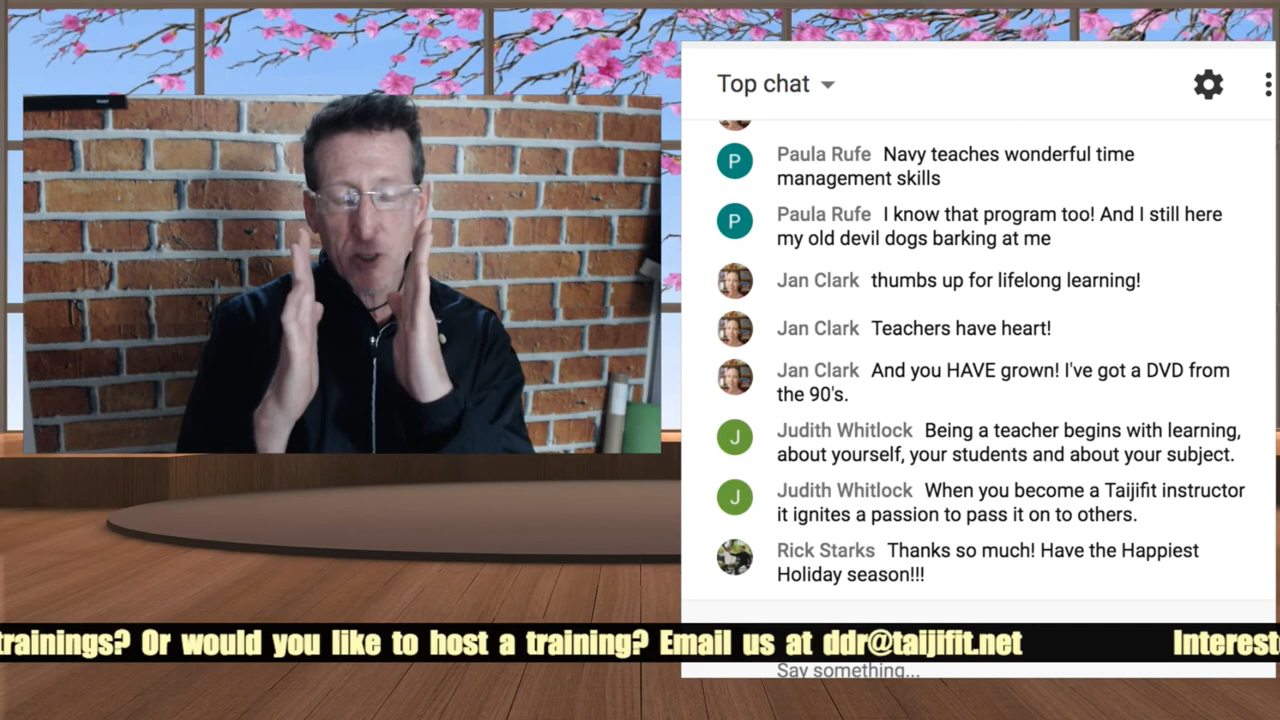 Top chat
Paula Rufe Navy teaches wonderful time
management skills
Paula Rufe I know that program too! And I still here
my old devil dogs barking at me
Jan Clark thumbs up for lifelong learning!
Jan Clark Teachers have heart!
Jan Clark And you HAVE grown! I've got a DVD from
the 90's.
Judith Whitlock Being a teacher begins with learning,
about yourself, your students and about your subject.
Judith Whitlock When you become a Taijifit instructor
it ignites a passion to pass it on to others.
Rick Starks Thanks so much! Have the Happiest
Holiday season!!!
trainings? Or would you like to host a training? Email us at ddr@taijifit.net Interest
Say something...